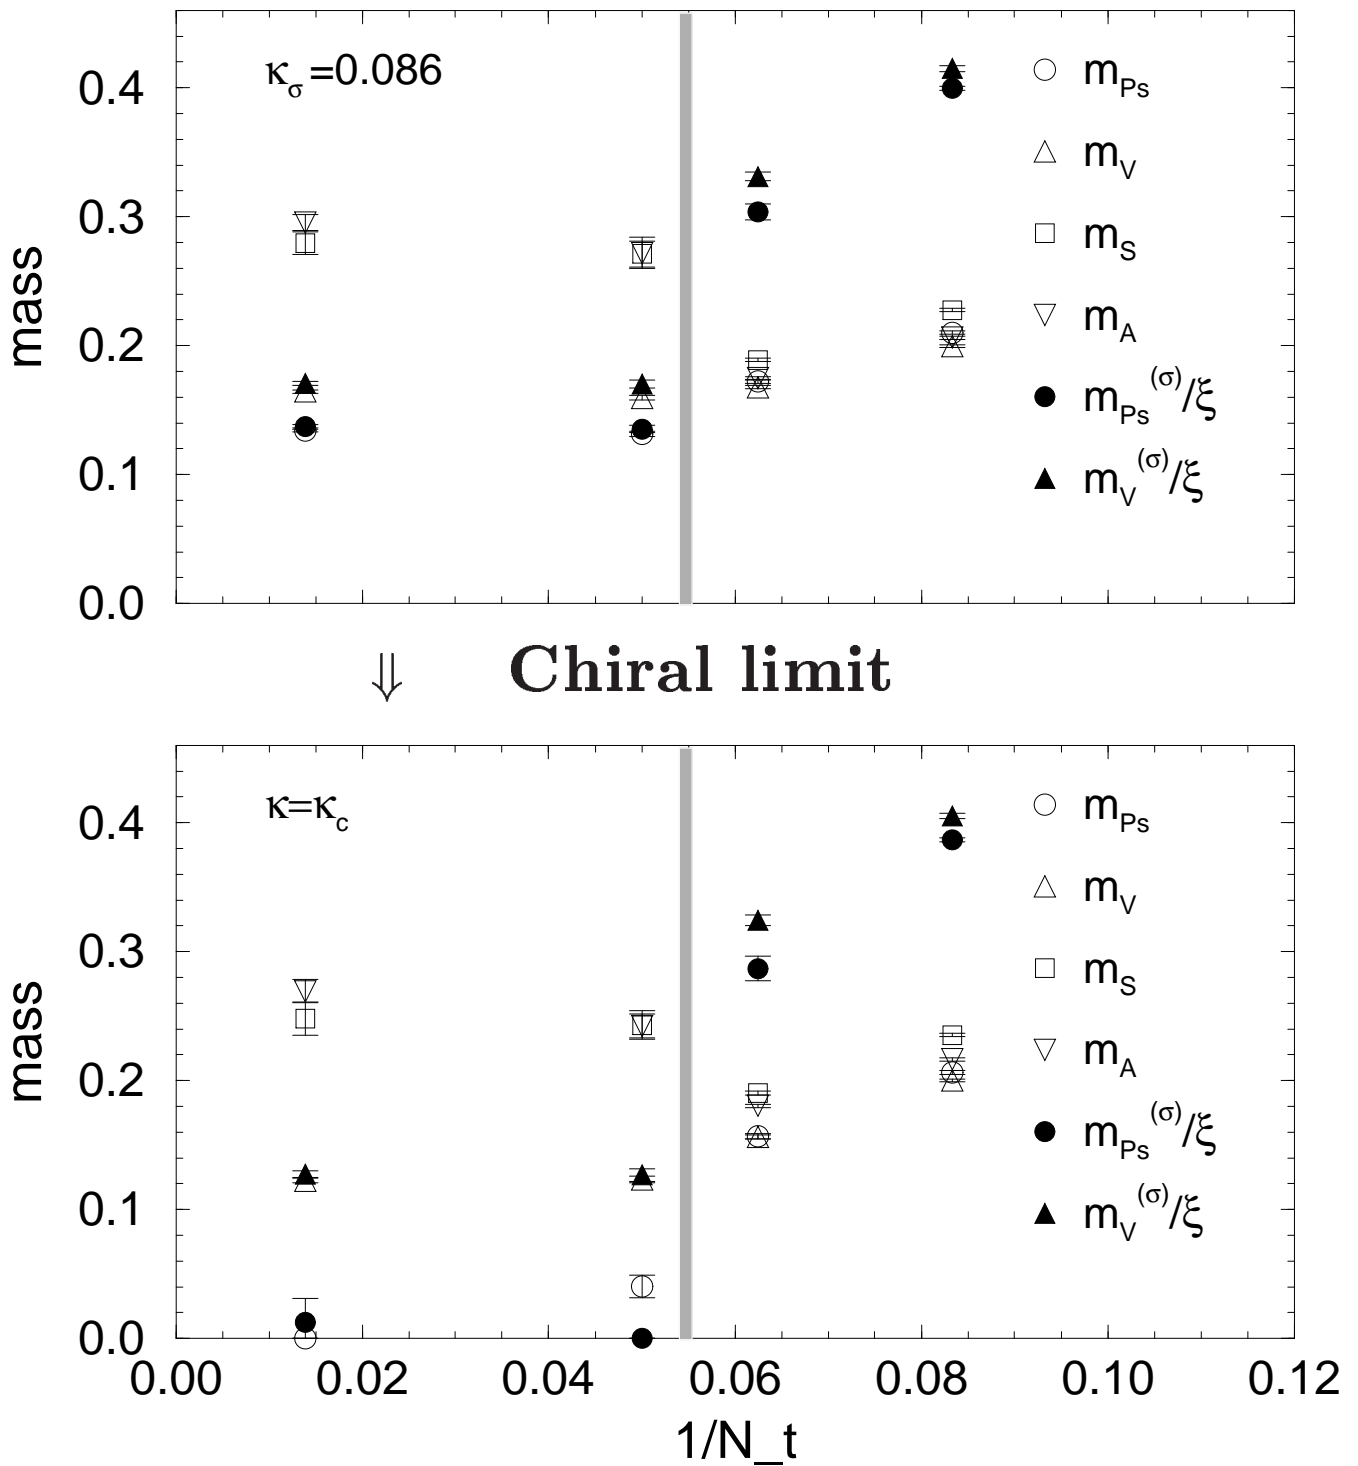 κσ=0.086
mass
0.4
0.3
0.2
0.1
0.0
mPs
mV
mS
mA
mPs(σ)/ξ
mV(σ)/ξ
⇓ Chiral limit
κ=κc
mass
0.4
0.3
0.2
0.1
0.0
mPs
mV
mS
mA
mPs(σ)/ξ
mV(σ)/ξ
0.00 0.02 0.04 0.06 0.08 0.10 0.12
1/N_t